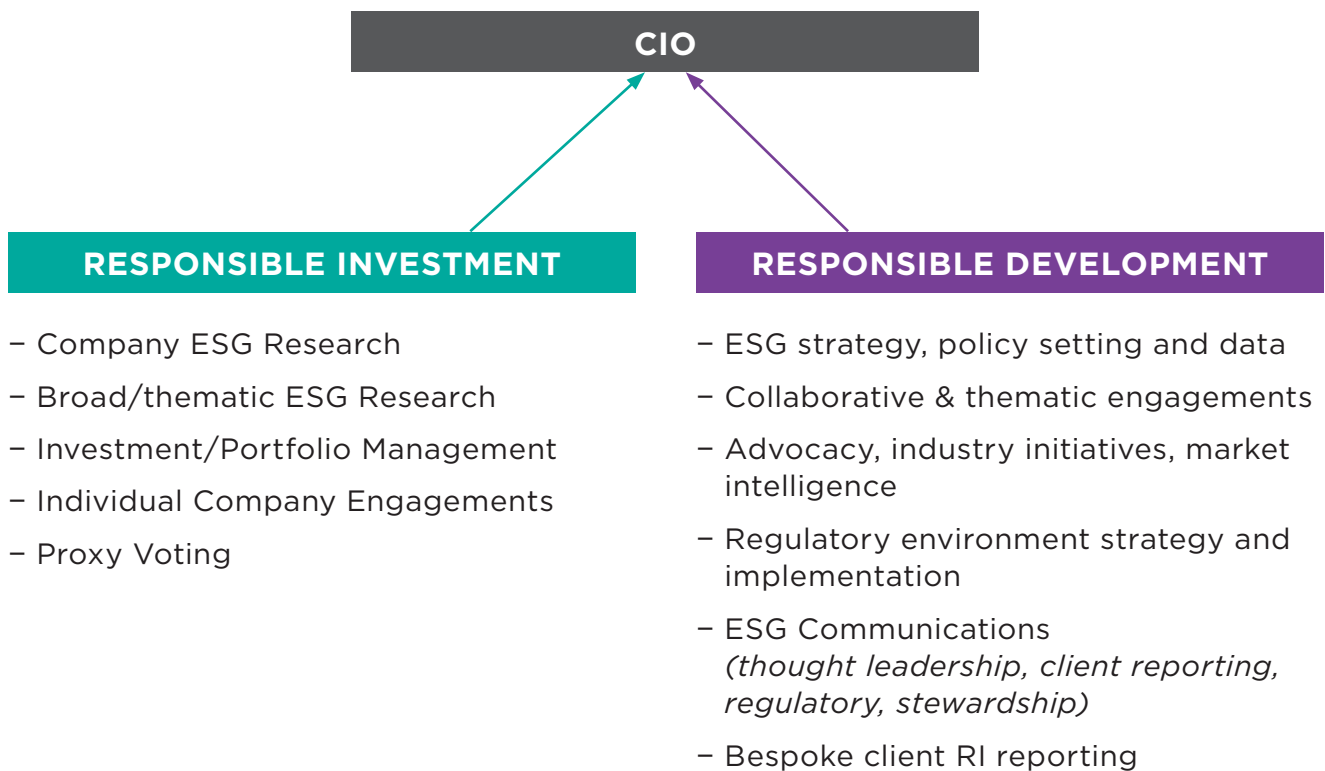 CIO
RESPONSIBLE INVESTMENT
– Company ESG Research
– Broad/thematic ESG Research
– Investment/Portfolio Management
– Individual Company Engagements
– Proxy Voting
RESPONSIBLE DEVELOPMENT
– ESG strategy, policy setting and data
– Collaborative & thematic engagements
– Advocacy, industry initiatives, market
intelligence
– Regulatory environment strategy and
implementation
– ESG Communications
(thought leadership, client reporting,
regulatory, stewardship)
– Bespoke client RI reporting